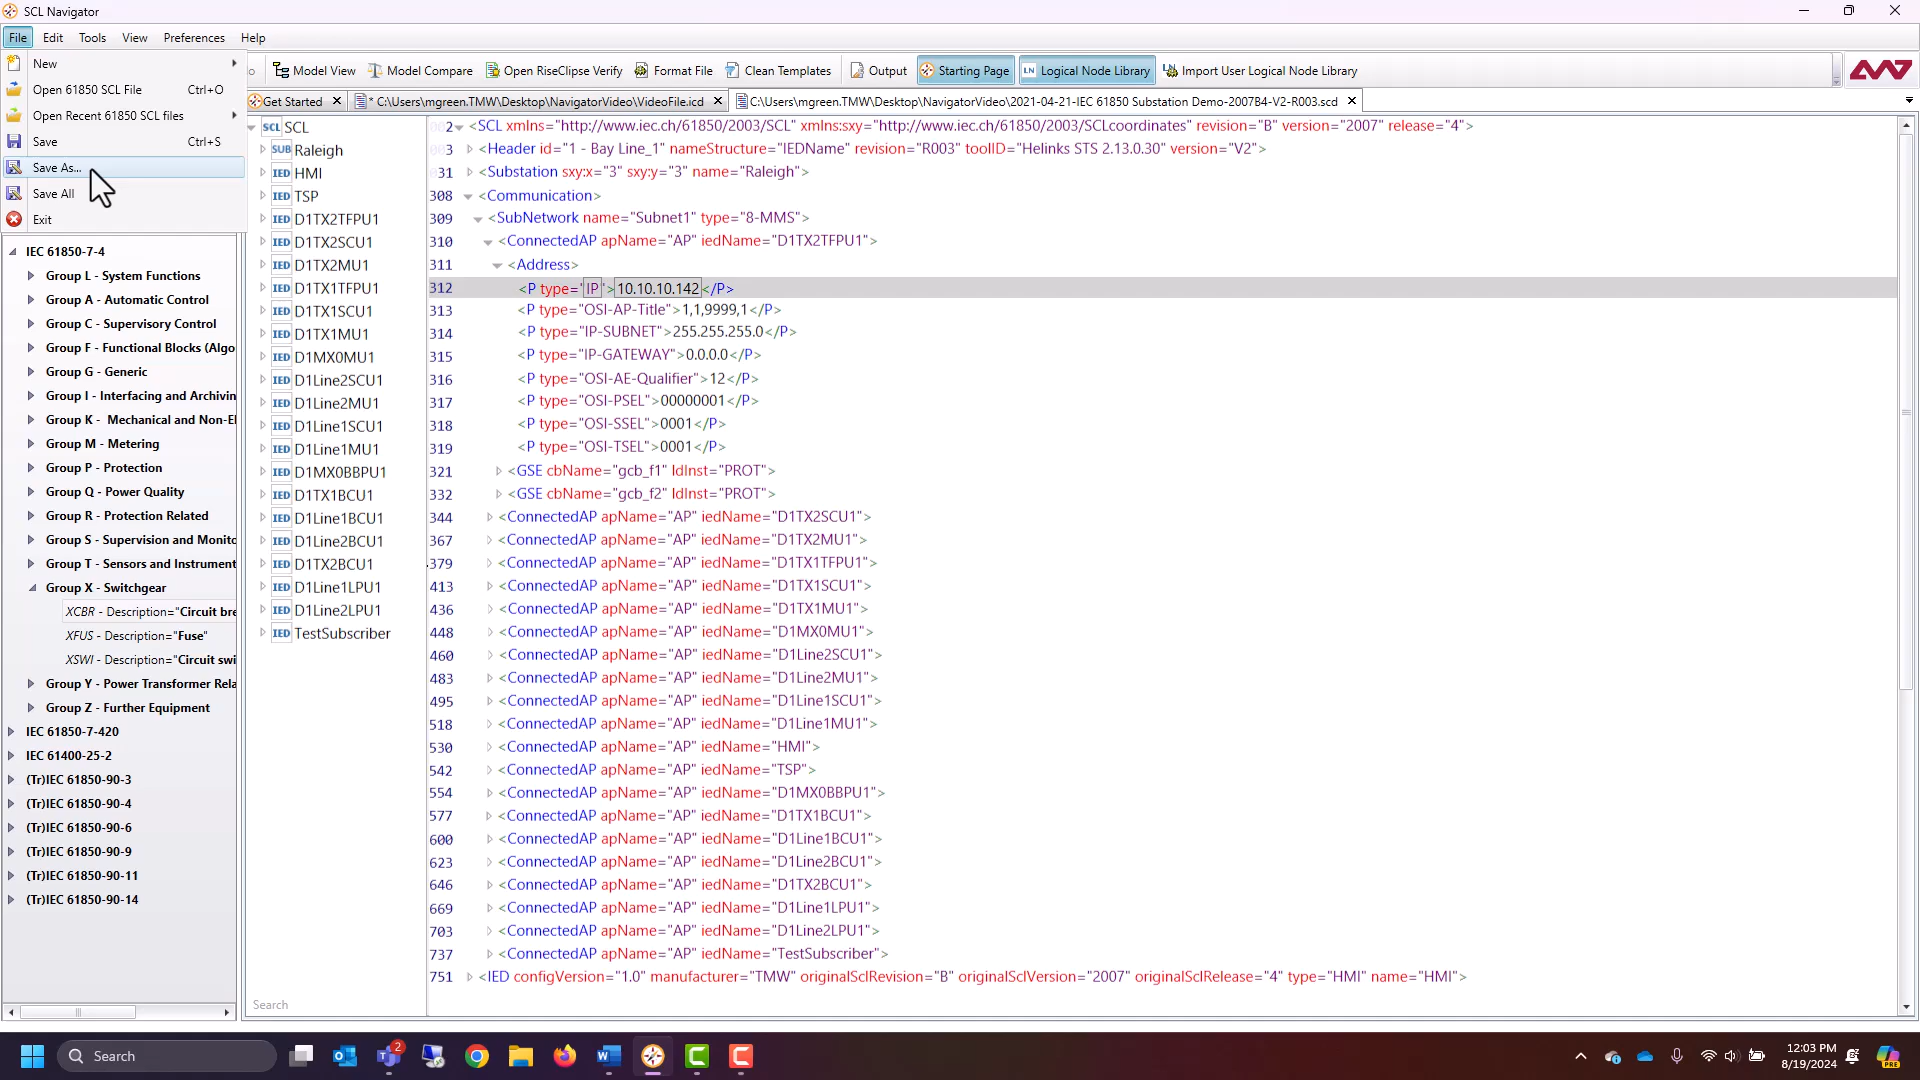 SCL Navigator
File Edit Tools View Preferences Help
New
Open 61850 SCL File Ctrl+O
Open Recent 61850 SCL files
Save Ctrl+S
Save As...
Save All
Exit
Model View Model Compare Open RiseClipse Verify Format File Clean Templates Output Starting Page LN Logical Node Library Import User Logical Node Library
Get Started * C:\Users\mgreen.TMW\Desktop\NavigatorVideo\VideoFile.icd C:\Users\mgreen.TMW\Desktop\NavigatorVideo\2021-04-21-IEC 61850 Substation Demo-2007B4-V2-R003.scd
IEC 61850-7-4
Group L - System Functions
Group A - Automatic Control
Group C - Supervisory Control
Group F - Functional Blocks (Algo
Group G - Generic
Group I - Interfacing and Archivin
Group K - Mechanical and Non-El
Group M - Metering
Group P - Protection
Group Q - Power Quality
Group R - Protection Related
Group S - Supervision and Monito
Group T - Sensors and Instrument
Group X - Switchgear
XCBR - Description="Circuit bre
XFUS - Description="Fuse"
XSWI - Description="Circuit swi
Group Y - Power Transformer Rela
Group Z - Further Equipment
IEC 61850-7-420
IEC 61400-25-2
(Tr)IEC 61850-90-3
(Tr)IEC 61850-90-4
(Tr)IEC 61850-90-6
(Tr)IEC 61850-90-9
(Tr)IEC 61850-90-11
(Tr)IEC 61850-90-14
SCL SCL
SUB Raleigh
IED HMI
IED TSP
IED D1TX2TFPU1
IED D1TX2SCU1
IED D1TX2MU1
IED D1TX1TFPU1
IED D1TX1SCU1
IED D1TX1MU1
IED D1MX0MU1
IED D1Line2SCU1
IED D1Line2MU1
IED D1Line1SCU1
IED D1Line1MU1
IED D1MX0BBPU1
IED D1TX1BCU1
IED D1Line1BCU1
IED D1Line2BCU1
IED D1TX2BCU1
IED D1Line1LPU1
IED D1Line2LPU1
IED TestSubscriber
Search
2 <SCL xmlns="http://www.iec.ch/61850/2003/SCL" xmlns:sxy="http://www.iec.ch/61850/2003/SCLcoordinates" revision="B" version="2007" release="4">
3 <Header id="1 - Bay Line_1" nameStructure="IEDName" revision="R003" toolID="Helinks STS 2.13.0.30" version="V2">
31 <Substation sxy:x="3" sxy:y="3" name="Raleigh">
308 <Communication>
309 <SubNetwork name="Subnet1" type="8-MMS">
310 <ConnectedAP apName="AP" iedName="D1TX2TFPU1">
311 <Address>
312 <P type="IP">10.10.10.142</P>
313 <P type="OSI-AP-Title">1,1,9999,1</P>
314 <P type="IP-SUBNET">255.255.255.0</P>
315 <P type="IP-GATEWAY">0.0.0.0</P>
316 <P type="OSI-AE-Qualifier">12</P>
317 <P type="OSI-PSEL">00000001</P>
318 <P type="OSI-SSEL">0001</P>
319 <P type="OSI-TSEL">0001</P>
321 <GSE cbName="gcb_f1" ldInst="PROT">
332 <GSE cbName="gcb_f2" ldInst="PROT">
344 <ConnectedAP apName="AP" iedName="D1TX2SCU1">
367 <ConnectedAP apName="AP" iedName="D1TX2MU1">
379 <ConnectedAP apName="AP" iedName="D1TX1TFPU1">
413 <ConnectedAP apName="AP" iedName="D1TX1SCU1">
436 <ConnectedAP apName="AP" iedName="D1TX1MU1">
448 <ConnectedAP apName="AP" iedName="D1MX0MU1">
460 <ConnectedAP apName="AP" iedName="D1Line2SCU1">
483 <ConnectedAP apName="AP" iedName="D1Line2MU1">
495 <ConnectedAP apName="AP" iedName="D1Line1SCU1">
518 <ConnectedAP apName="AP" iedName="D1Line1MU1">
530 <ConnectedAP apName="AP" iedName="HMI">
542 <ConnectedAP apName="AP" iedName="TSP">
554 <ConnectedAP apName="AP" iedName="D1MX0BBPU1">
577 <ConnectedAP apName="AP" iedName="D1TX1BCU1">
600 <ConnectedAP apName="AP" iedName="D1Line1BCU1">
623 <ConnectedAP apName="AP" iedName="D1Line2BCU1">
646 <ConnectedAP apName="AP" iedName="D1TX2BCU1">
669 <ConnectedAP apName="AP" iedName="D1Line1LPU1">
703 <ConnectedAP apName="AP" iedName="D1Line2LPU1">
737 <ConnectedAP apName="AP" iedName="TestSubscriber">
751 <IED configVersion="1.0" manufacturer="TMW" originalSclRevision="B" originalSclVersion="2007" originalSclRelease="4" type="HMI" name="HMI">
Search 2 12:03 PM
8/19/2024